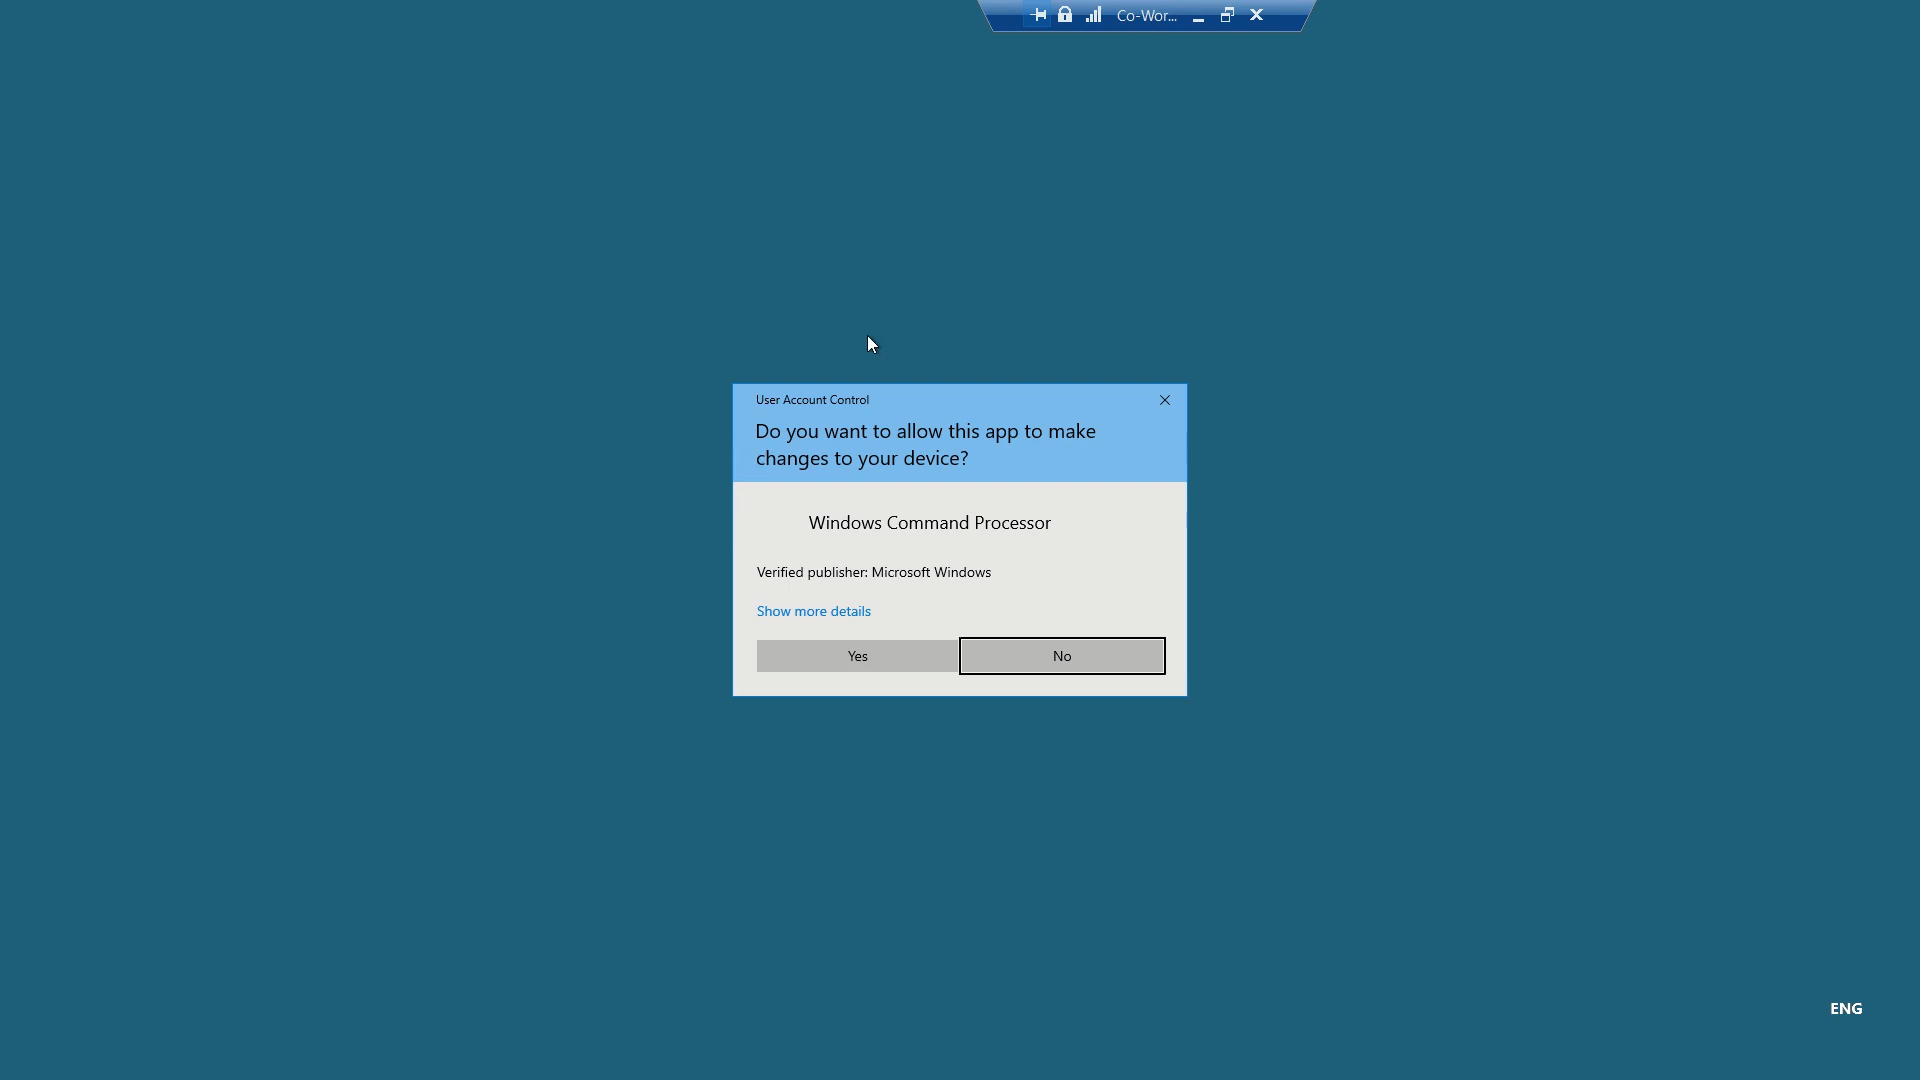 Co-Wor...
User Account Control
Do you want to allow this app to make
changes to your device?
Windows Command Processor
Verified publisher: Microsoft Windows
Show more details
Yes
No
ENG